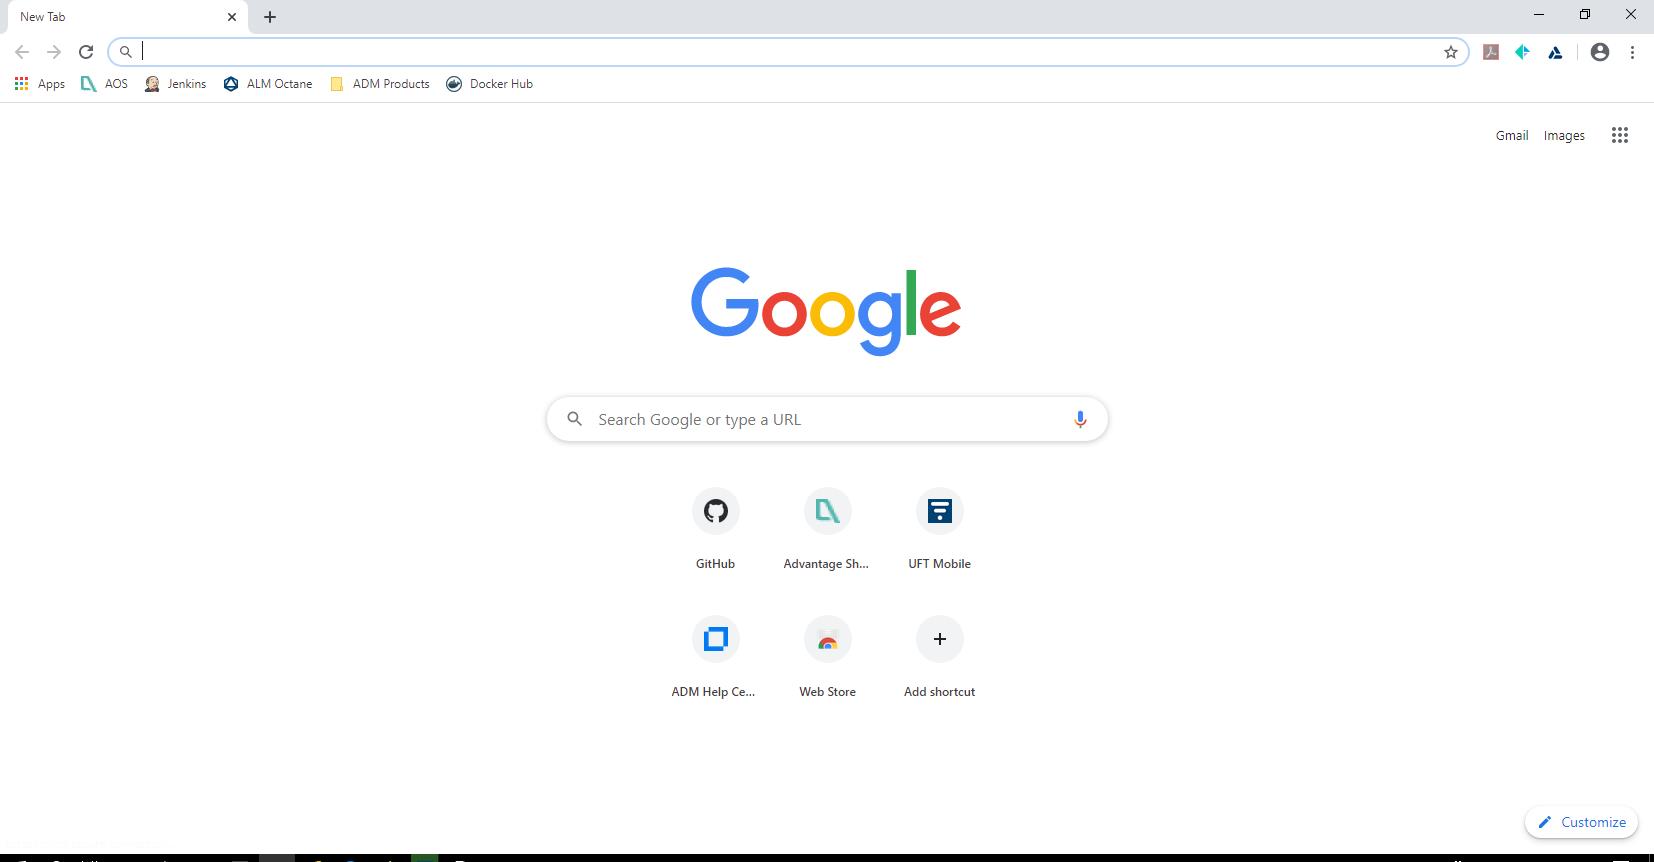 New Tab
Apps AOS Jenkins ALM Octane ADM Products Docker Hub
Gmail Images
Google
Search Google or type a URL
GitHub Advantage Sh... UFT Mobile
ADM Help Ce... Web Store Add shortcut
Customize